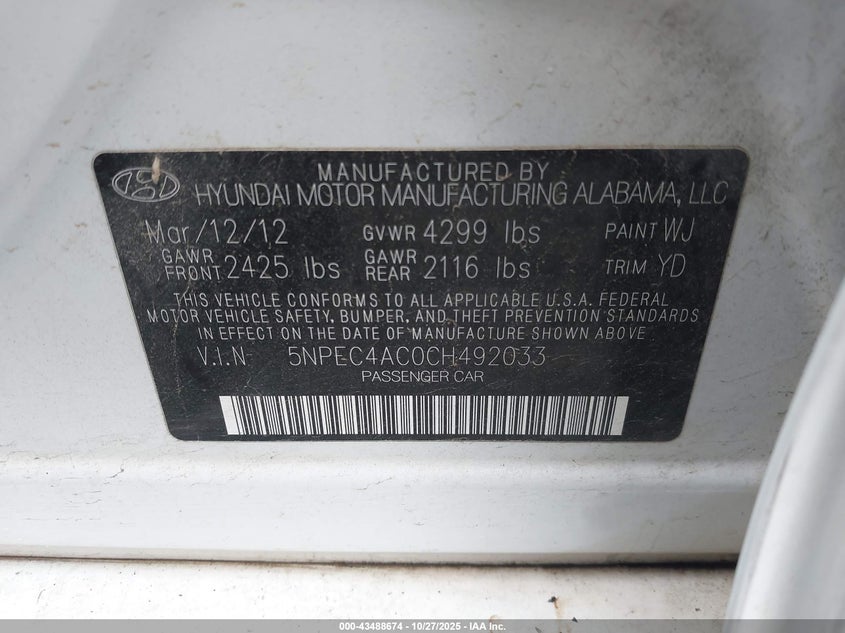 MANUFACTURED BY
HYUNDAI MOTOR MANUFACTURING ALABAMA, LLC
Mar/12/12 GVWR 4299 lbs PAINT WJ
GAWR FRONT 2425 lbs GAWR REAR 2116 lbs TRIM YD
THIS VEHICLE CONFORMS TO ALL APPLICABLE U.S.A. FEDERAL
MOTOR VEHICLE SAFETY, BUMPER, AND THEFT PREVENTION STANDARDS
IN EFFECT ON THE DATE OF MANUFACTURE SHOWN ABOVE.
V.I.N: 5NPEC4AC0CH492033
PASSENGER CAR
000-43488674 - 10/27/2025 - IAA Inc.